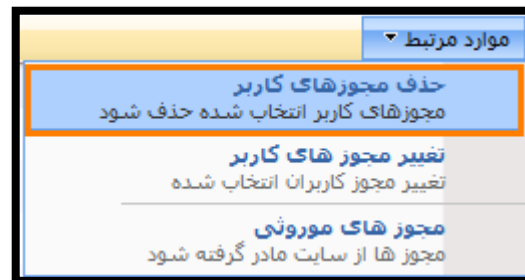 موارد مرتبط
حذف مجوزهای کاربر
مجوزهای کاربر انتخاب شده حذف شود
تغییر مجوز های کاربر
تغییر مجوز کاربران انتخاب شده
مجوز های موروثی
مجوز ها از سایت مادر گرفته شود